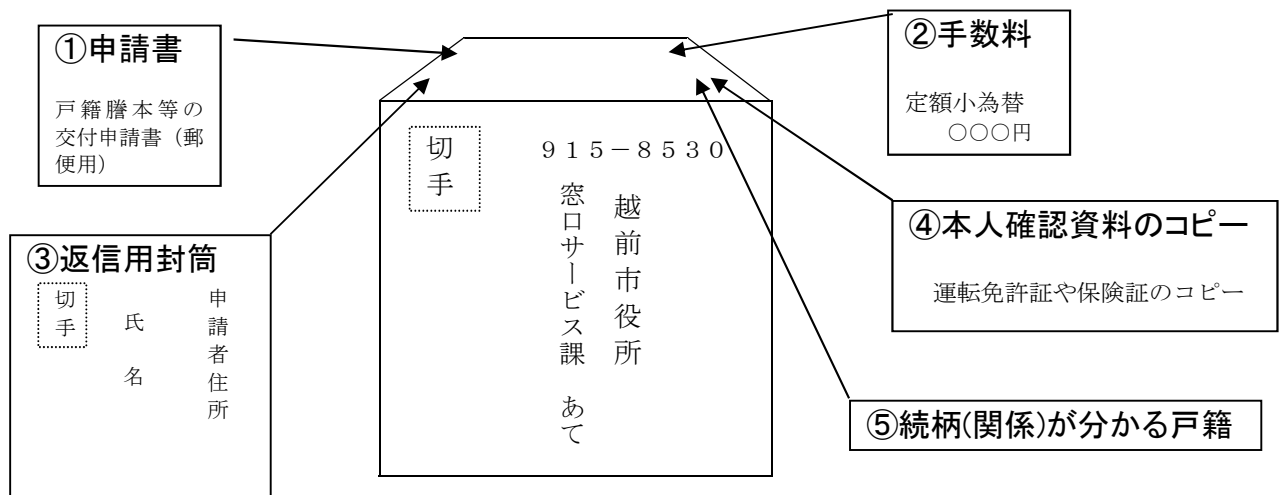 ①申請書
戸籍謄本等の
交付申請書（郵
便用）
②手数料
定額小為替
○○○円
切手
９１５－８５３０
越前市役所
窓口サービス課　あて
③返信用封筒
切手
申請者住所
氏名
④本人確認資料のコピー
運転免許証や保険証のコピー
⑤続柄(関係)が分かる戸籍